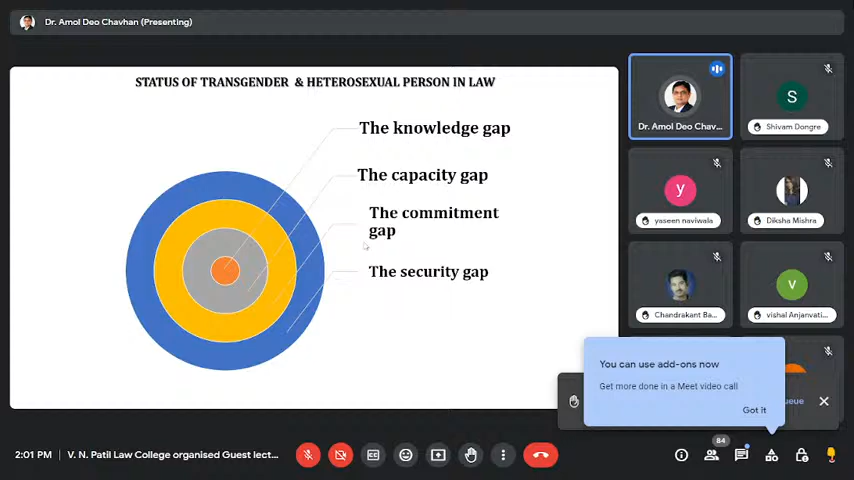 Dr. Amol Deo Chavhan (Presenting)
STATUS OF TRANSGENDER & HETEROSEXUAL PERSON IN LAW
The knowledge gap
The capacity gap
The commitment
gap
The security gap
Dr. Amol Deo Chav...
S
Shivam Dongre
y
yaseen naviwala
Diksha Mishra
Chandrakant Ba...
v
vishal Anjanvati...
You can use add-ons now
Get more done in a Meet video call
Got it
ueue
84
2:01 PM | V. N. Patil Law College organised Guest lect...